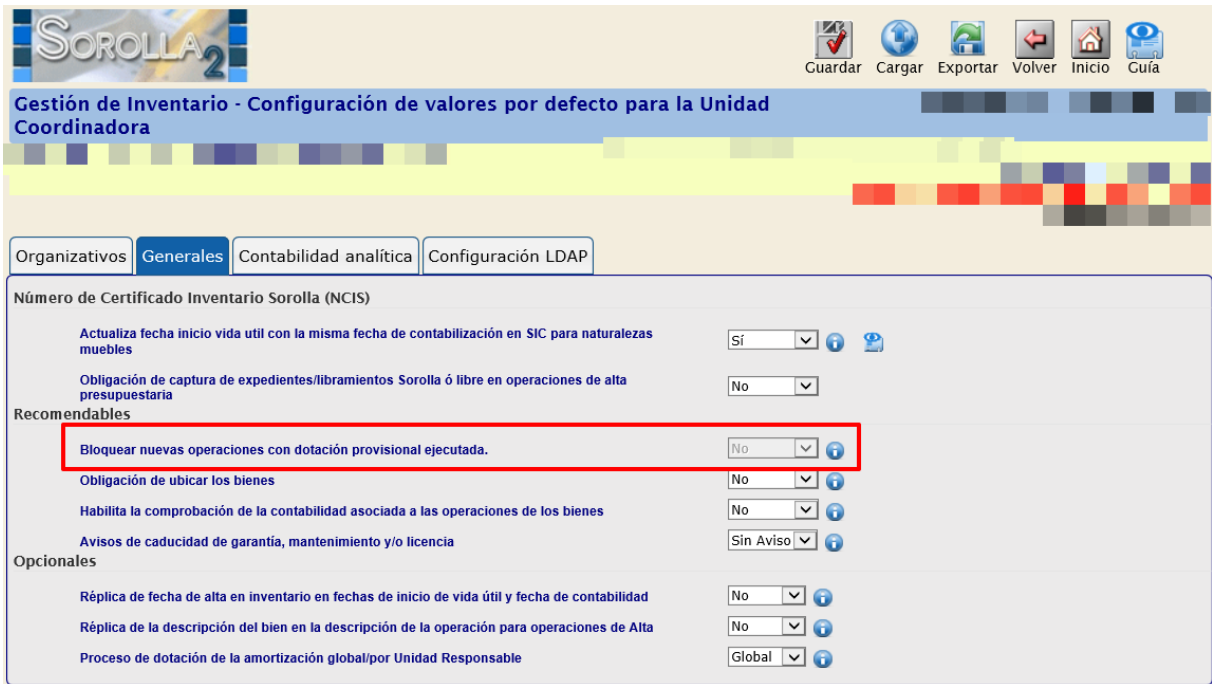 SOROLLA2
Guardar Cargar Exportar Volver Inicio Guía
Gestión de Inventario - Configuración de valores por defecto para la Unidad
Coordinadora
Organizativos Generales Contabilidad analítica Configuración LDAP
Número de Certificado Inventario Sorolla (NCIS)
Actualiza fecha inicio vida util con la misma fecha de contabilización en SIC para naturalezas
muebles
Sí
Obligación de captura de expedientes/libramientos Sorolla ó libre en operaciones de alta
presupuestaria
No
Recomendables
Bloquear nuevas operaciones con dotación provisional ejecutada. No
Obligación de ubicar los bienes No
Habilita la comprobación de la contabilidad asociada a las operaciones de los bienes No
Avisos de caducidad de garantía, mantenimiento y/o licencia Sin Aviso
Opcionales
Réplica de fecha de alta en inventario en fechas de inicio de vida útil y fecha de contabilidad No
Réplica de la descripción del bien en la descripción de la operación para operaciones de Alta No
Proceso de dotación de la amortización global/por Unidad Responsable Global